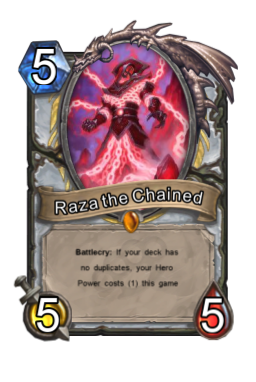 5
Raza the Chained
Battlecry: If your deck has
no duplicates, your Hero
Power costs (1) this game
5
5